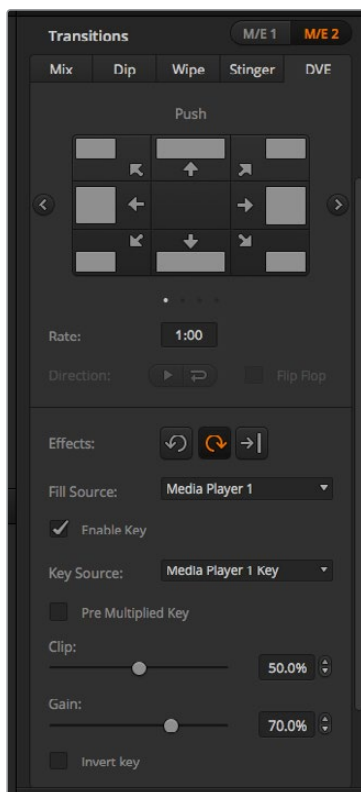 Transitions M/E 1 M/E 2
Mix Dip Wipe Stinger DVE
Push
Rate: 1:00
Direction: Flip Flop
Effects:
Fill Source: Media Player 1
Enable Key
Key Source: Media Player 1 Key
Pre Multiplied Key
Clip:
50.0%
Gain:
70.0%
Invert key